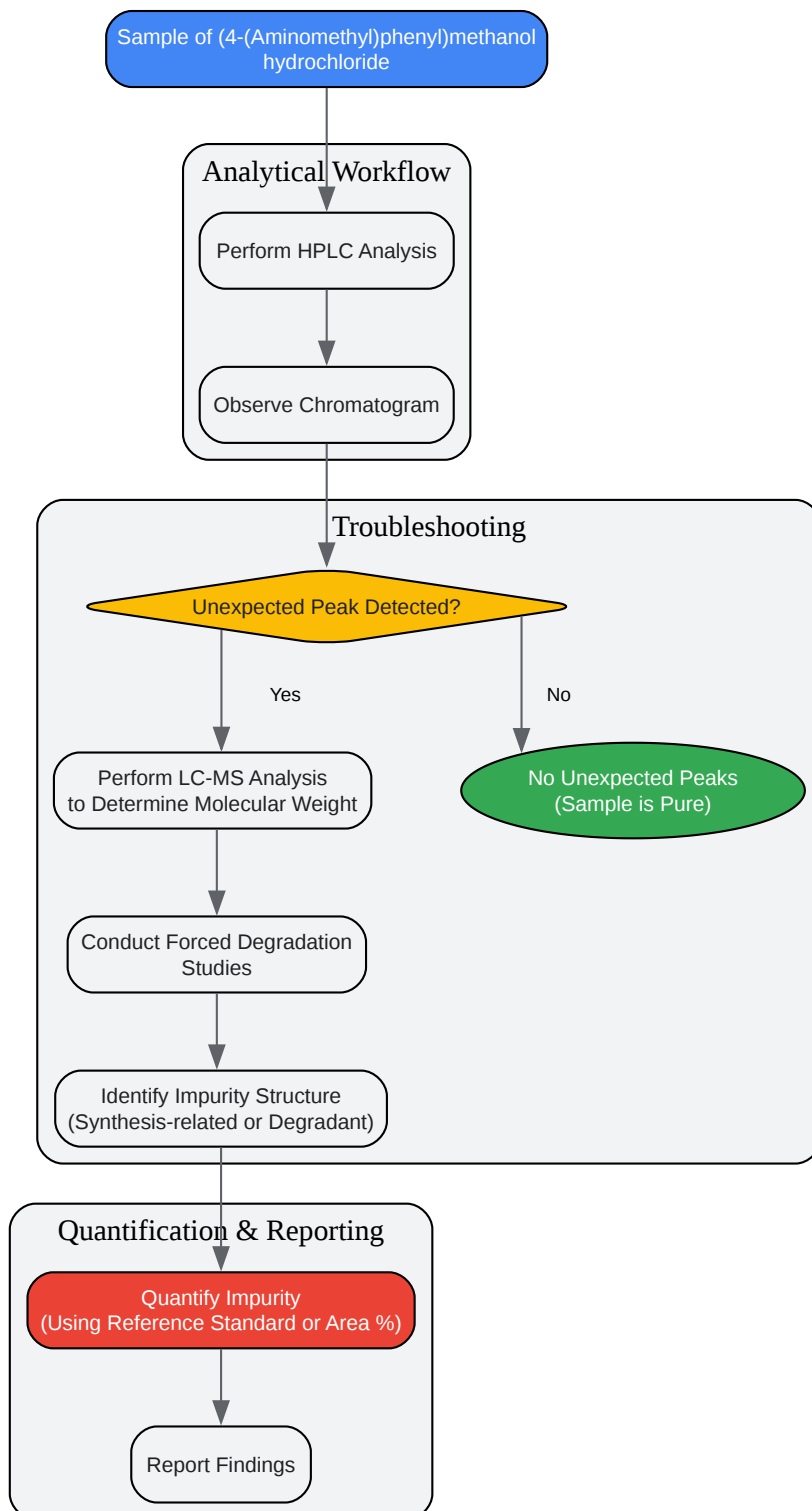 Sample of (4-(Aminomethyl)phenyl)methanol
hydrochloride
Analytical Workflow
Perform HPLC Analysis
Observe Chromatogram
Troubleshooting
Unexpected Peak Detected?
Yes
No
Perform LC-MS Analysis
to Determine Molecular Weight
No Unexpected Peaks
(Sample is Pure)
Conduct Forced Degradation
Studies
Identify Impurity Structure
(Synthesis-related or Degradant)
Quantification & Reporting
Quantify Impurity
(Using Reference Standard or Area %)
Report Findings